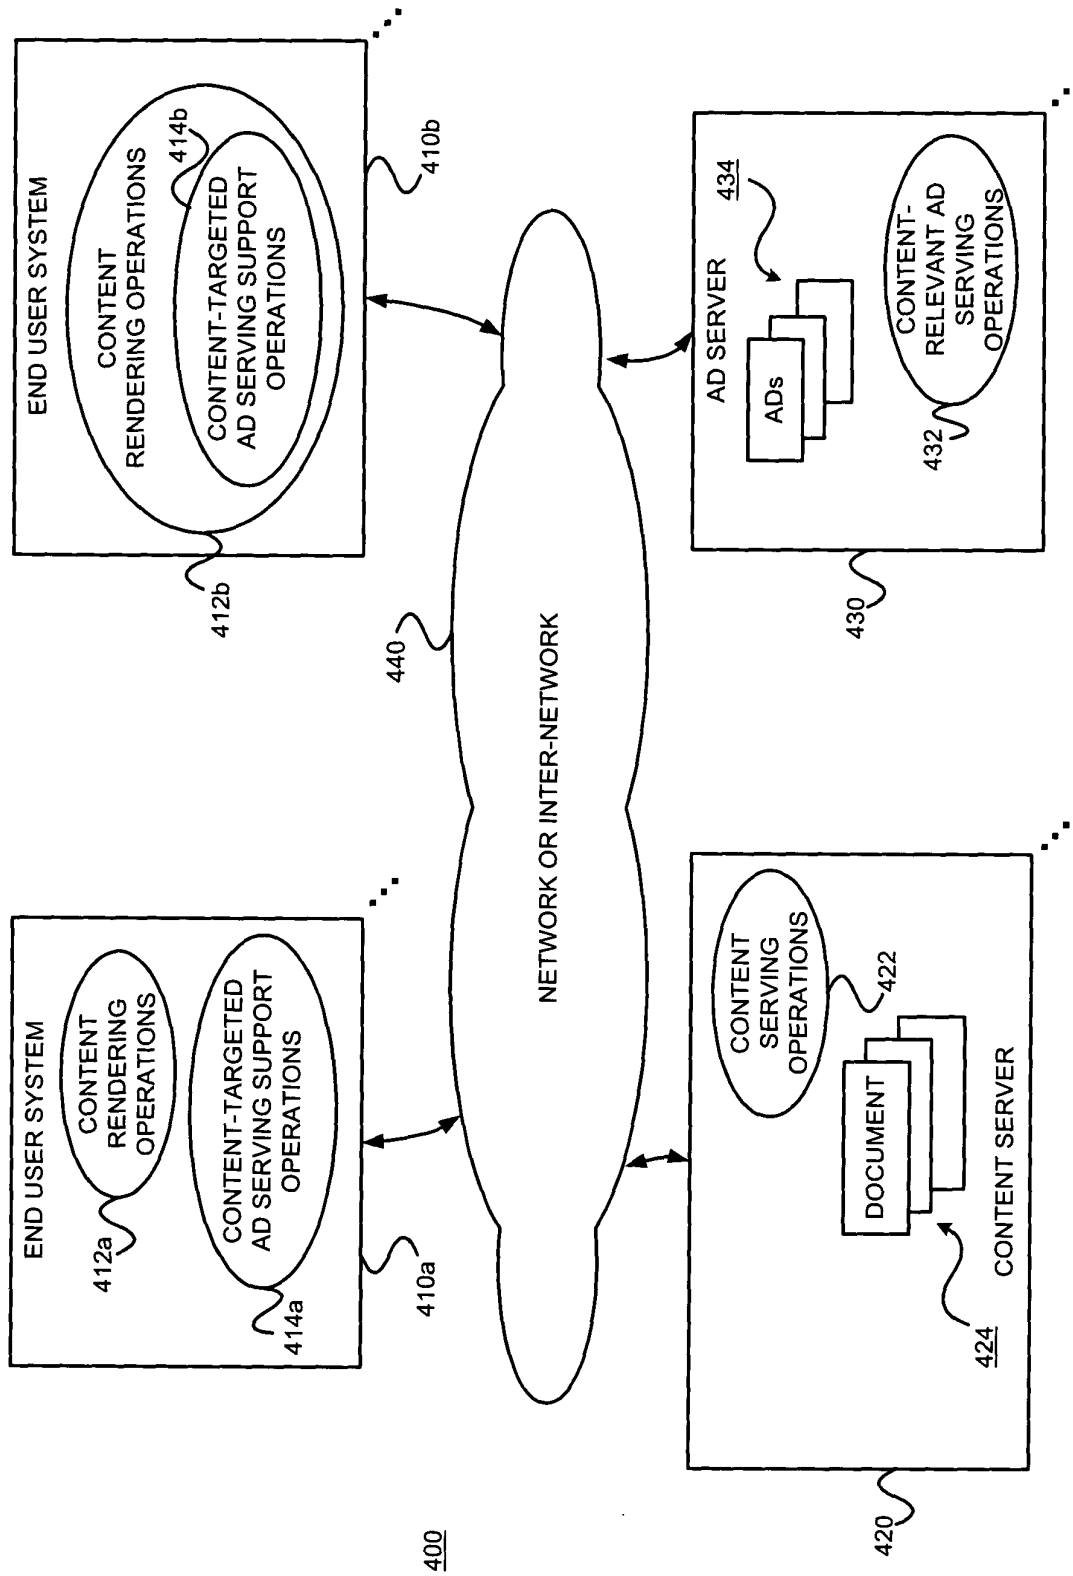 END USER SYSTEM
CONTENT
RENDERING
OPERATIONS
412a
CONTENT-TARGETED
AD SERVING SUPPORT
OPERATIONS
414a
410a
END USER SYSTEM
CONTENT
RENDERING OPERATIONS
414b
CONTENT-TARGETED
AD SERVING SUPPORT
OPERATIONS
412b
410b
440
NETWORK OR INTER-NETWORK
CONTENT
SERVING
OPERATIONS
422
DOCUMENT
424
CONTENT SERVER
420
AD SERVER
434
ADs
CONTENT-
RELEVANT AD
SERVING
OPERATIONS
432
430
400